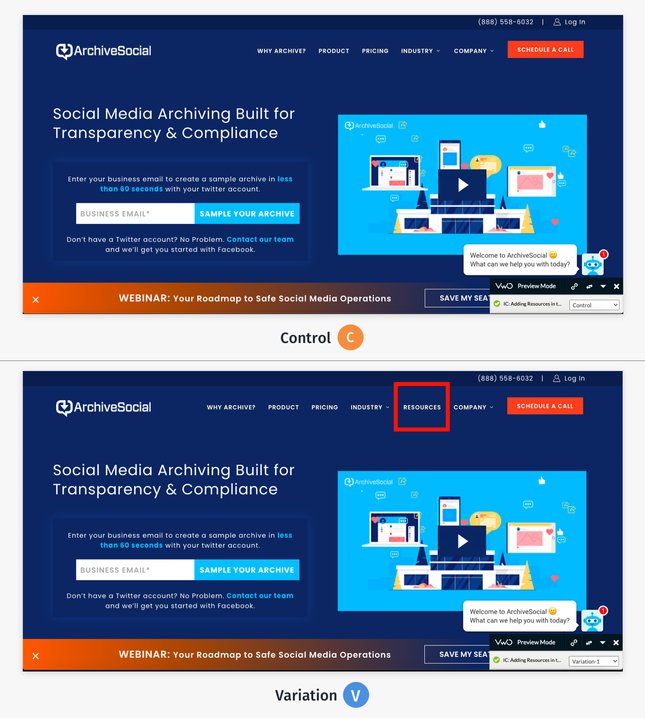 (888) 558-6032 | Log In
ArchiveSocial WHY ARCHIVE? PRODUCT PRICING INDUSTRY COMPANY SCHEDULE A CALL
Social Media Archiving Built for
Transparency & Compliance
ArchiveSocial
Enter your business email to create a sample archive in less
than 60 seconds with your twitter account.
BUSINESS EMAIL* SAMPLE YOUR ARCHIVE
Don't have a Twitter account? No Problem. Contact our team
and we'll get you started with Facebook.
Welcome to ArchiveSocial 😊 1
What can we help you with today?
VWO Preview Mode
IC: Adding Resources in t... Control
× WEBINAR: Your Roadmap to Safe Social Media Operations SAVE MY SEAT
Control C
(888) 558-6032 | Log In
ArchiveSocial WHY ARCHIVE? PRODUCT PRICING INDUSTRY RESOURCES COMPANY SCHEDULE A CALL
Social Media Archiving Built for
Transparency & Compliance
ArchiveSocial
Enter your business email to create a sample archive in less
than 60 seconds with your twitter account.
BUSINESS EMAIL* SAMPLE YOUR ARCHIVE
Don't have a Twitter account? No Problem. Contact our team
and we'll get you started with Facebook.
Welcome to ArchiveSocial 😊 1
What can we help you with today?
VWO Preview Mode
IC: Adding Resources in t... Variation-1
× WEBINAR: Your Roadmap to Safe Social Media Operations SAVE MY SEAT
Variation V